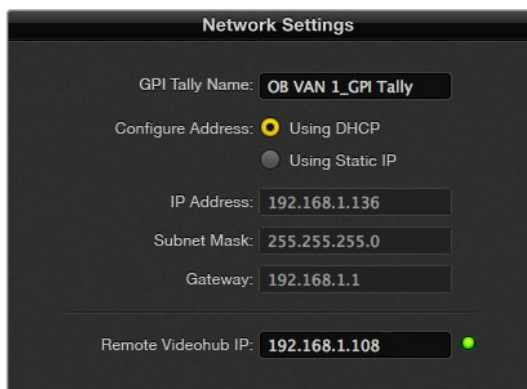 Network Settings
GPI Tally Name: OB VAN 1_GPI Tally
Configure Address: Using DHCP
Using Static IP
IP Address: 192.168.1.136
Subnet Mask: 255.255.255.0
Gateway: 192.168.1.1
Remote Videohub IP: 192.168.1.108